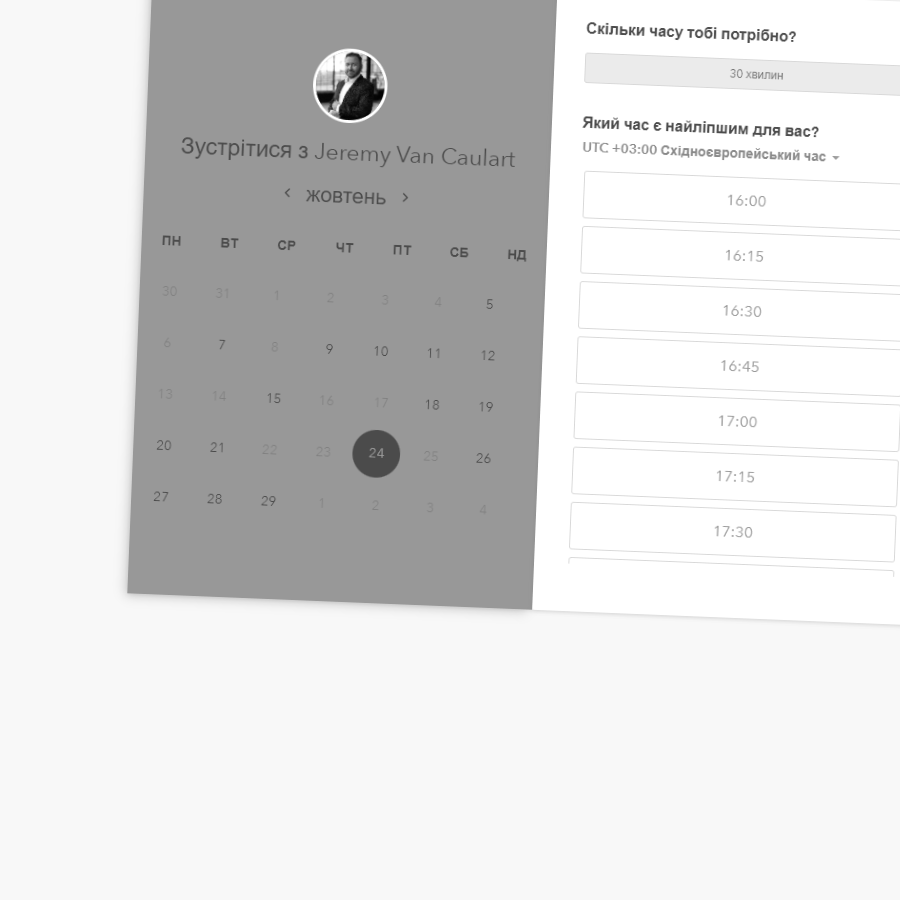 Зустрітися з Jeremy Van Caulart
жовтень
ПН ВТ СР ЧТ ПТ СБ НД
30 31 1 2 3 4 5
6 7 8 9 10 11 12
13 14 15 16 17 18 19
20 21 22 23 24 25 26
27 28 29 1 2 3 4
Скільки часу тобі потрібно?
30 хвилин
Який час є найліпшим для вас?
UTC +03:00 Східноєвропейський час
16:00
16:15
16:30
16:45
17:00
17:15
17:30